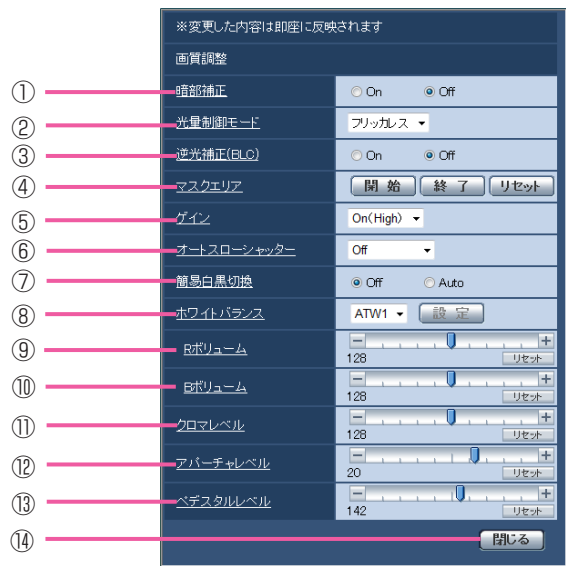 ※変更した内容は即座に反映されます
画質調整
① 暗部補正 On Off
② 光量制御モード フリッカレス
③ 逆光補正(BLC) On Off
④ マスクエリア 開始 終了 リセット
⑤ ゲイン On(High)
⑥ オートスローシャッター Off
⑦ 簡易白黒切換 Off Auto
⑧ ホワイトバランス ATW1 設定
⑨ Rボリューム - +
128 リセット
⑩ Bボリューム - +
128 リセット
⑪ クロマレベル - +
128 リセット
⑫ アパーチャレベル - +
20 リセット
⑬ ペデスタルレベル - +
142 リセット
⑭ 閉じる